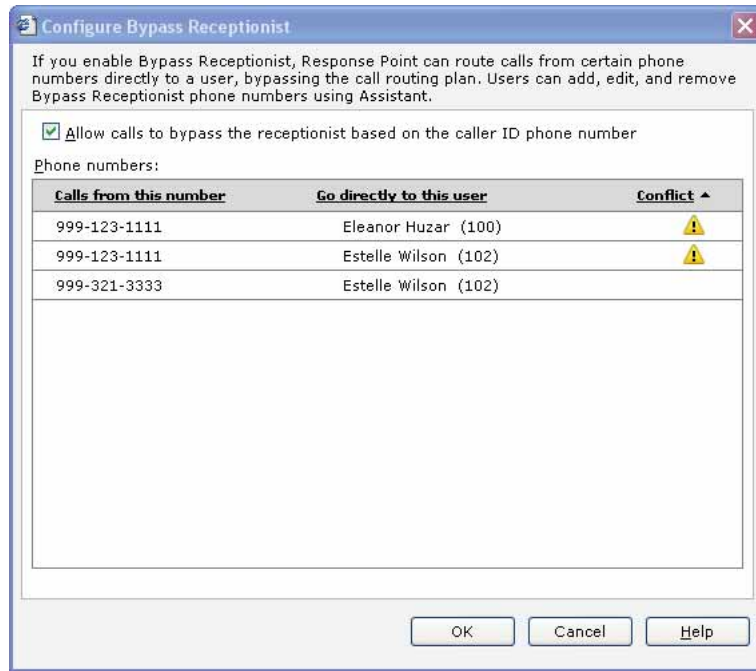 Configure Bypass Receptionist
If you enable Bypass Receptionist, Response Point can route calls from certain phone
numbers directly to a user, bypassing the call routing plan. Users can add, edit, and remove
Bypass Receptionist phone numbers using Assistant.
Allow calls to bypass the receptionist based on the caller ID phone number
Phone numbers:
Calls from this number Go directly to this user Conflict
999-123-1111 Eleanor Huzar (100)
999-123-1111 Estelle Wilson (102)
999-321-3333 Estelle Wilson (102)
OK Cancel Help